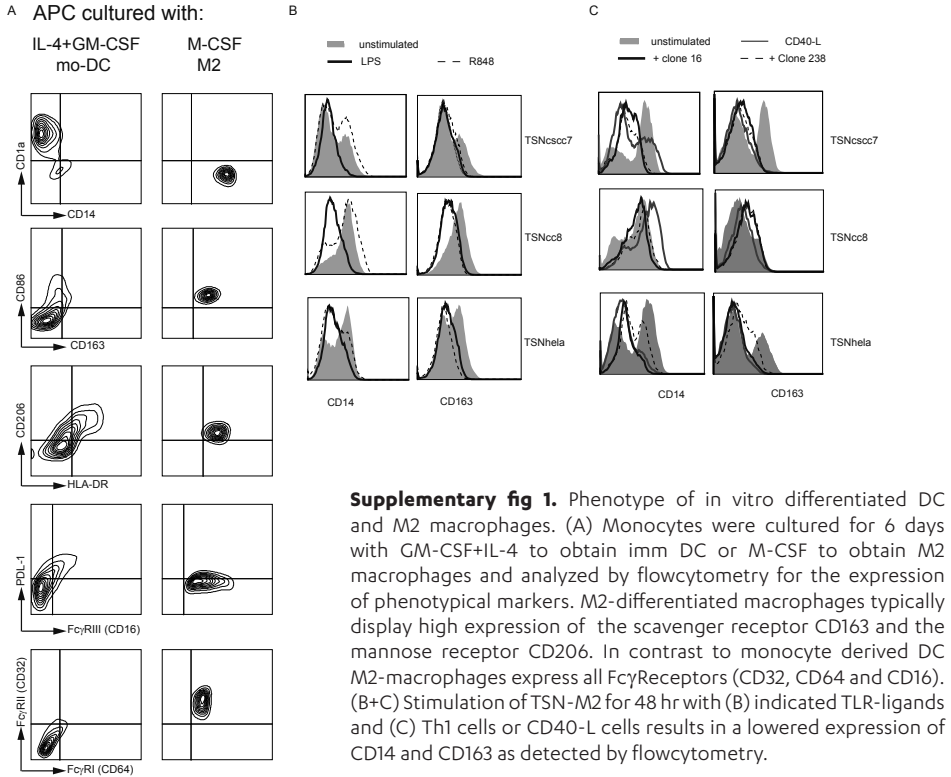 A APC cultured with:
IL-4+GM-CSF
mo-DC
M-CSF
M2
CD1a
CD14
CD86
CD163
CD206
HLA-DR
PDL-1
FcγRIII (CD16)
FcγRII (CD32)
FcγRI (CD64)
B
unstimulated
LPS
R848
TSNcscc7
TSNcc8
TSNhela
CD14
CD163
C
unstimulated
CD40-L
+ clone 16
+ Clone 238
TSNcscc7
TSNcc8
TSNhela
CD14
CD163
Supplementary fig 1. Phenotype of in vitro differentiated DC
and M2 macrophages. (A) Monocytes were cultured for 6 days
with GM-CSF+IL-4 to obtain imm DC or M-CSF to obtain M2
macrophages and analyzed by flowcytometry for the expression
of phenotypical markers. M2-differentiated macrophages typically
display high expression of the scavenger receptor CD163 and the
mannose receptor CD206. In contrast to monocyte derived DC
M2-macrophages express all FcγReceptors (CD32, CD64 and CD16).
(B+C) Stimulation of TSN-M2 for 48 hr with (B) indicated TLR-ligands
and (C) Th1 cells or CD40-L cells results in a lowered expression of
CD14 and CD163 as detected by flowcytometry.